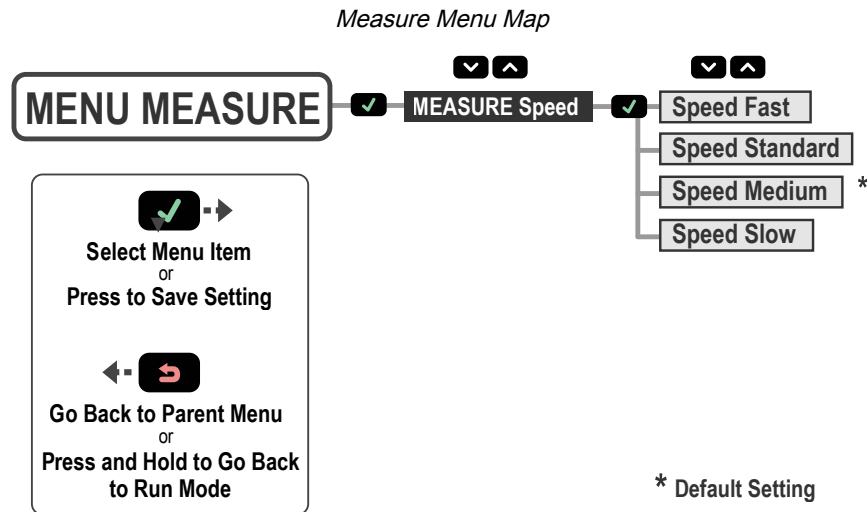 Measure Menu Map
MENU MEASURE
MEASURE Speed
Speed Fast
Speed Standard
Speed Medium *
Speed Slow
Select Menu Item
or
Press to Save Setting
Go Back to Parent Menu
or
Press and Hold to Go Back
to Run Mode
* Default Setting